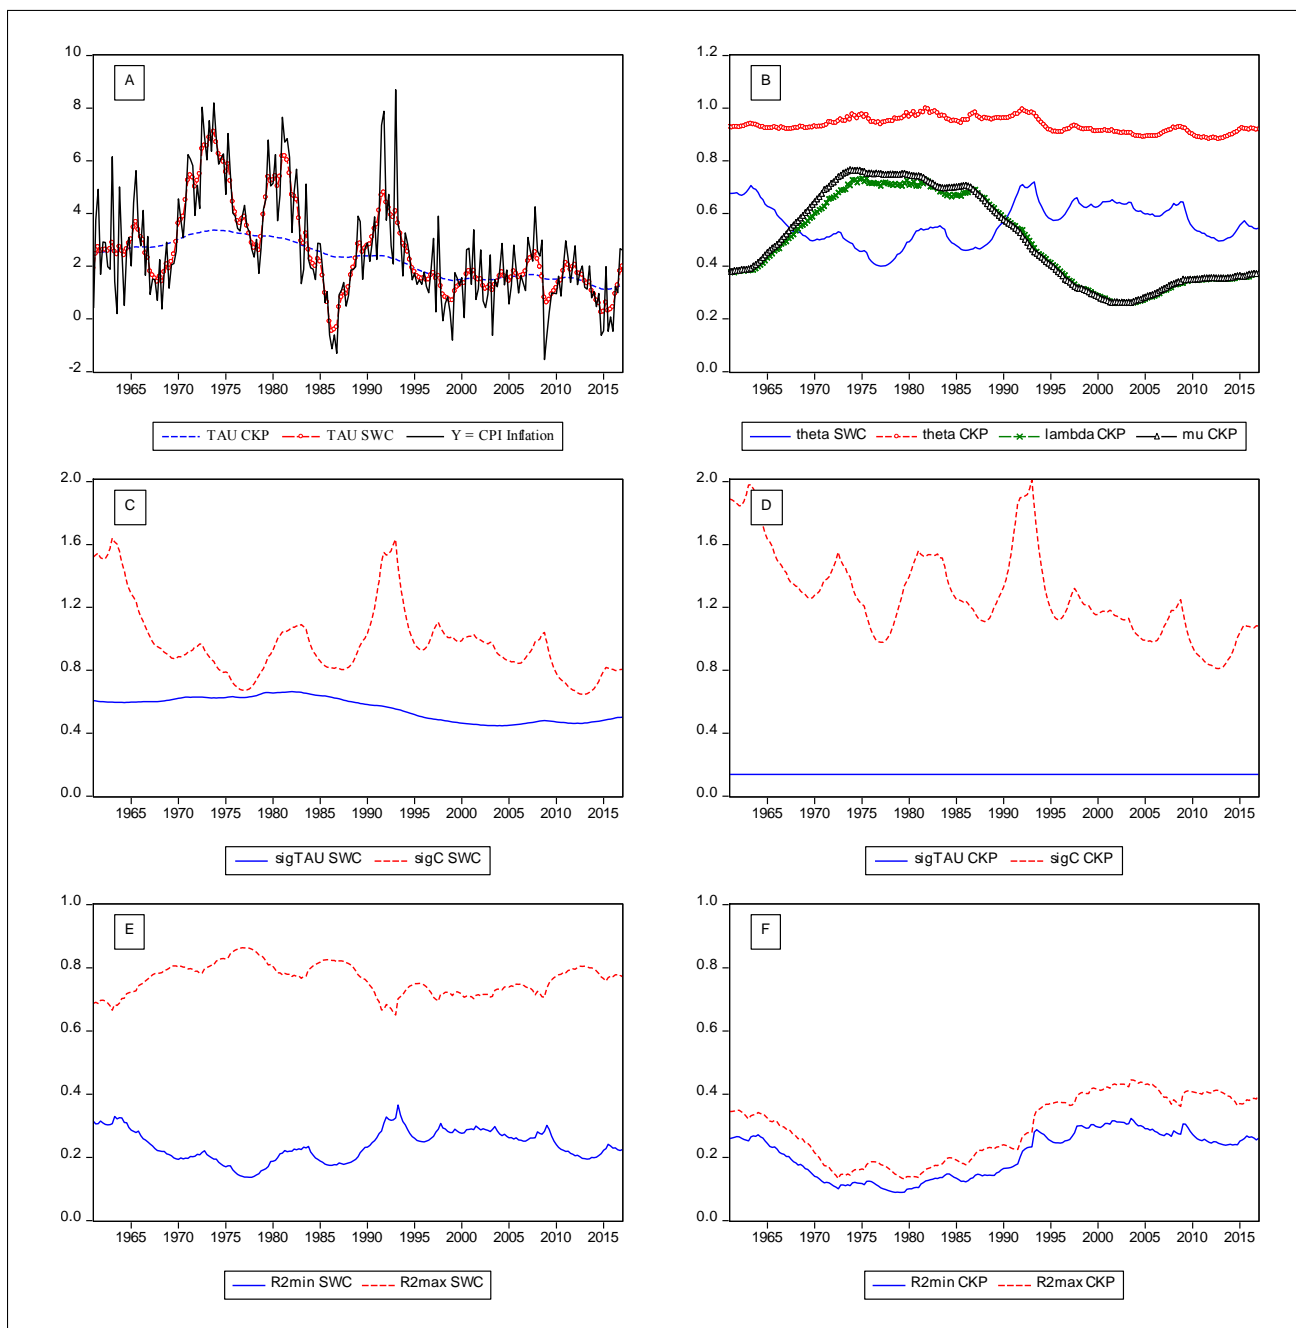 A
10
8
6
4
2
0
-2
1965 1970 1975 1980 1985 1990 1995 2000 2005 2010 2015
TAU CKP TAU SWC Y = CPI Inflation
B
1.2
1.0
0.8
0.6
0.4
0.2
0.0
1965 1970 1975 1980 1985 1990 1995 2000 2005 2010 2015
theta SWC theta CKP lambda CKP mu CKP
C
2.0
1.6
1.2
0.8
0.4
0.0
1965 1970 1975 1980 1985 1990 1995 2000 2005 2010 2015
sigTAU SWC sigC SWC
D
2.0
1.6
1.2
0.8
0.4
0.0
1965 1970 1975 1980 1985 1990 1995 2000 2005 2010 2015
sigTAU CKP sigC CKP
E
1.0
0.8
0.6
0.4
0.2
0.0
1965 1970 1975 1980 1985 1990 1995 2000 2005 2010 2015
R2min SWC R2max SWC
F
1.0
0.8
0.6
0.4
0.2
0.0
1965 1970 1975 1980 1985 1990 1995 2000 2005 2010 2015
R2min CKP R2max CKP